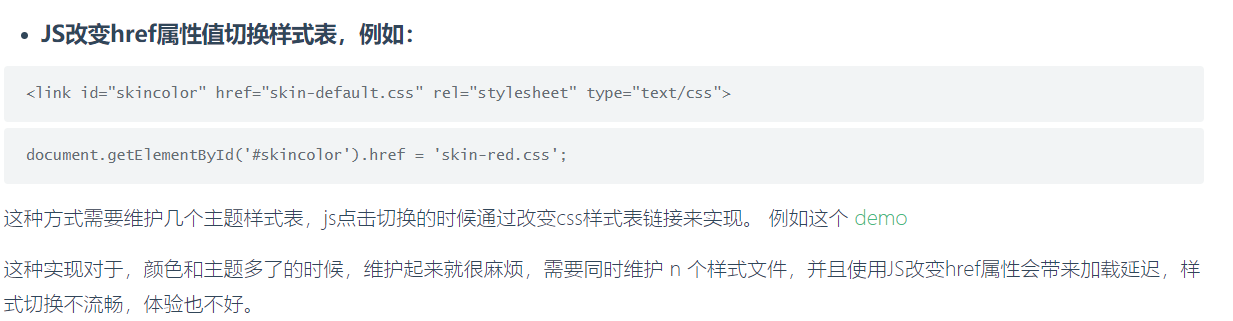 • JS改变href属性值切换样式表，例如：
<link id="skincolor" href="skin-default.css" rel="stylesheet" type="text/css">
document.getElementById('#skincolor').href = 'skin-red.css';
这种方式需要维护几个主题样式表，js点击切换的时候通过改变css样式表链接来实现。 例如这个 demo
这种实现对于，颜色和主题多了的时候，维护起来就很麻烦，需要同时维护 n 个样式文件，并且使用JS改变href属性会带来加载延迟，样
式切换不流畅，体验也不好。